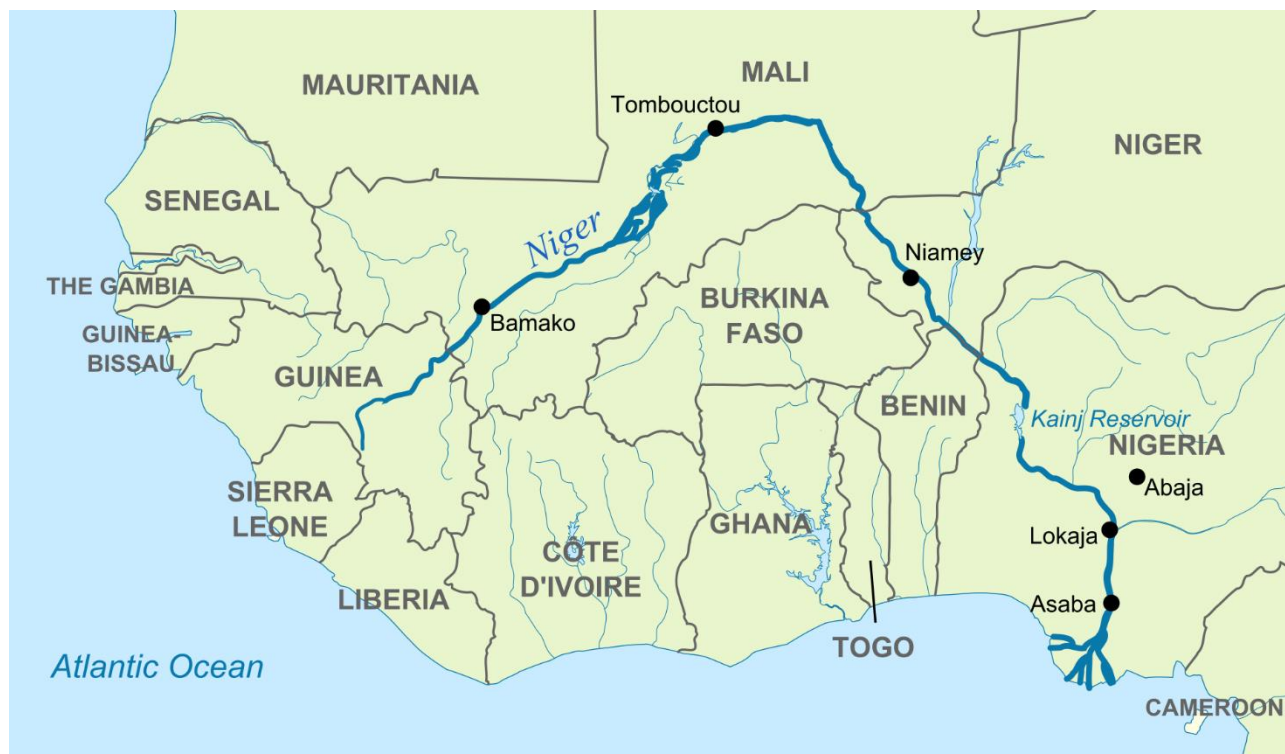 MALI
MAURITANIA
Tombouctou
NIGER
SENEGAL
Niger
Niamey
THE GAMBIA
BURKINA
FASO
Bamako
GUINEA-
BISSAU
GUINEA
BENIN
Kainj Reservoir
NIGERIA
Abaja
SIERRA
LEONE
GHANA
Lokaja
CÔTE
D'IVOIRE
LIBERIA
Asaba
TOGO
Atlantic Ocean
CAMEROON